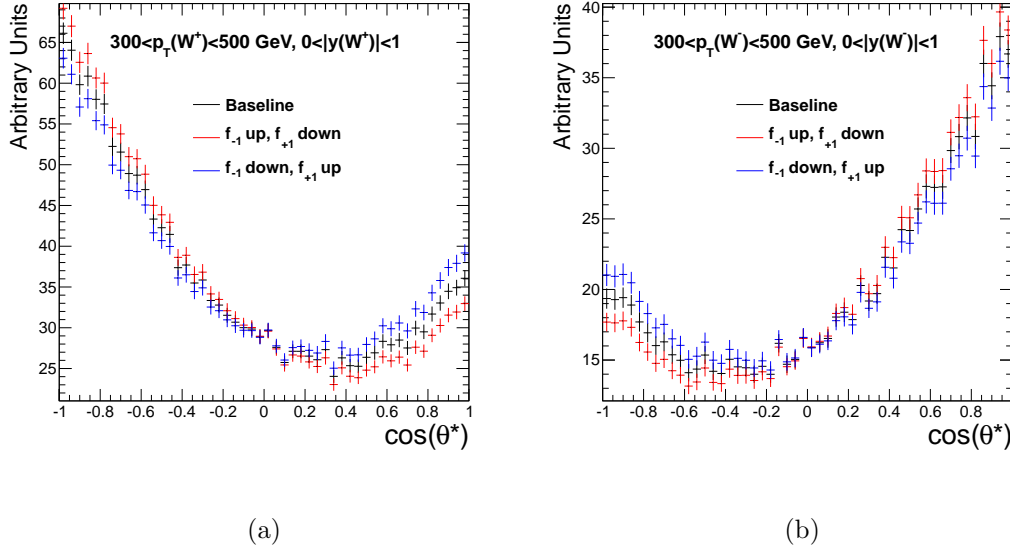 300<p_T(W⁺)<500 GeV, 0<|y(W⁺)|<1
Baseline
f_-1 up, f_+1 down
f_-1 down, f_+1 up
Arbitrary Units
65
60
55
50
45
40
35
30
25
-1 -0.8 -0.6 -0.4 -0.2 0 0.2 0.4 0.6 0.8 1
cos(θ*)
(a)
300<p_T(W⁻)<500 GeV, 0<|y(W⁻)|<1
Baseline
f_-1 up, f_+1 down
f_-1 down, f_+1 up
Arbitrary Units
40
35
30
25
20
15
-1 -0.8 -0.6 -0.4 -0.2 0 0.2 0.4 0.6 0.8 1
cos(θ*)
(b)